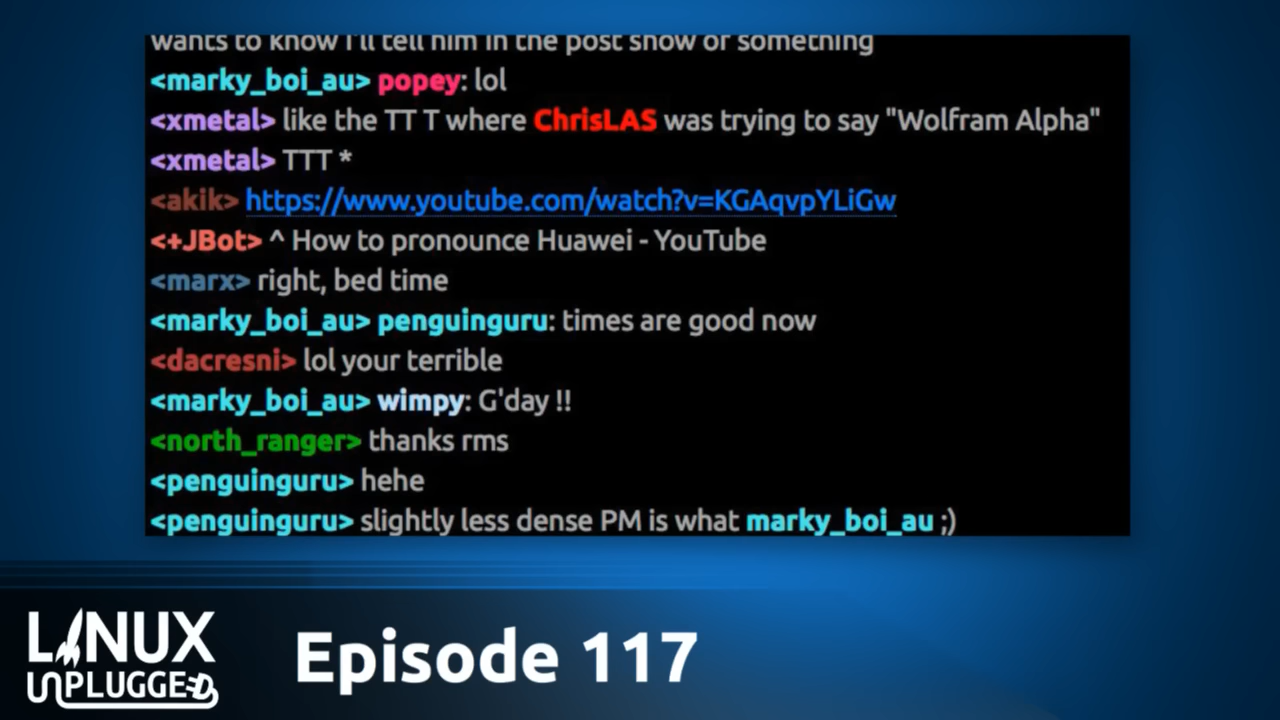 wants to know I'll tell him in the post show or something
<marky_boi_au> popey: lol
<xmetal> like the TT T where ChrisLAS was trying to say "Wolfram Alpha"
<xmetal> TTT *
<akik> https://www.youtube.com/watch?v=KGAqvpYLiGw
<+JBot> ^ How to pronounce Huawei - YouTube
<marx> right, bed time
<marky_boi_au> penguinguru: times are good now
<dacresni> lol your terrible
<marky_boi_au> wimpy: G'day !!
<north_ranger> thanks rms
<penguinguru> hehe
<penguinguru> slightly less dense PM is what marky_boi_au ;)
LINUX
UNPLUGGED
Episode 117